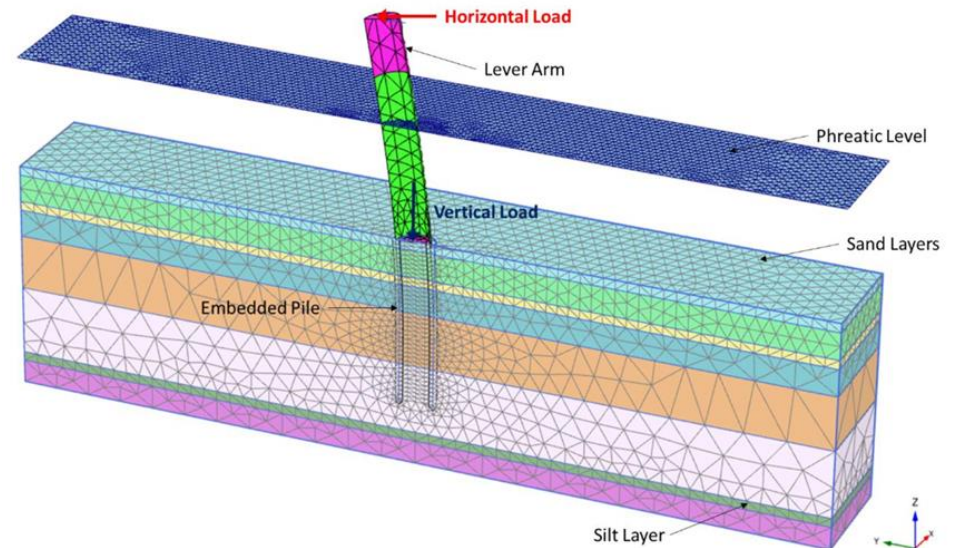 Horizontal Load
Lever Arm
Phreatic Level
Vertical Load
Sand Layers
Embedded Pile
Silt Layer
Z
Y
X